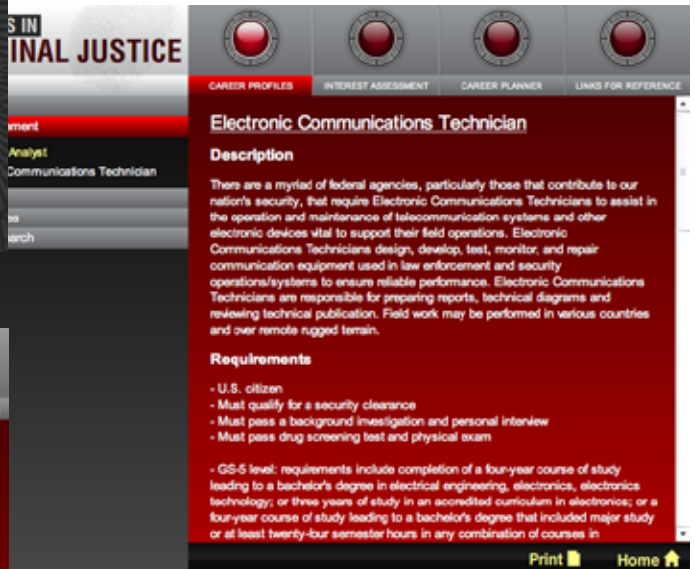 S IN
INAL JUSTICE
CAREER PROFILES
INTEREST ASSESSMENT
CAREER PLANNER
LINKS FOR REFERENCE
ement
Analyst
Communications Technician
ce
earch
Electronic Communications Technician
Description
There are a myriad of federal agencies, particularly those that contribute to our
nation's security, that require Electronic Communications Technicians to assist in
the operation and maintenance of telecommunication systems and other
electronic devices vital to support their field operations. Electronic
Communications Technicians design, develop, test, monitor, and repair
communication equipment used in law enforcement and security
operations/systems to ensure reliable performance. Electronic Communications
Technicians are responsible for preparing reports, technical diagrams and
reviewing technical publication. Field work may be performed in various countries
and over remote rugged terrain.
Requirements
- U.S. citizen
- Must qualify for a security clearance
- Must pass a background investigation and personal interview
- Must pass drug screening test and physical exam
- GS-5 level: requirements include completion of a four-year course of study
leading to a bachelor's degree in electrical engineering, electronics, electronics
technology; or three years of study in an accredited curriculum in electronics; or a
four-year course of study leading to a bachelor's degree that included major study
or at least twenty-four semester hours in any combination of courses in
Print
Home